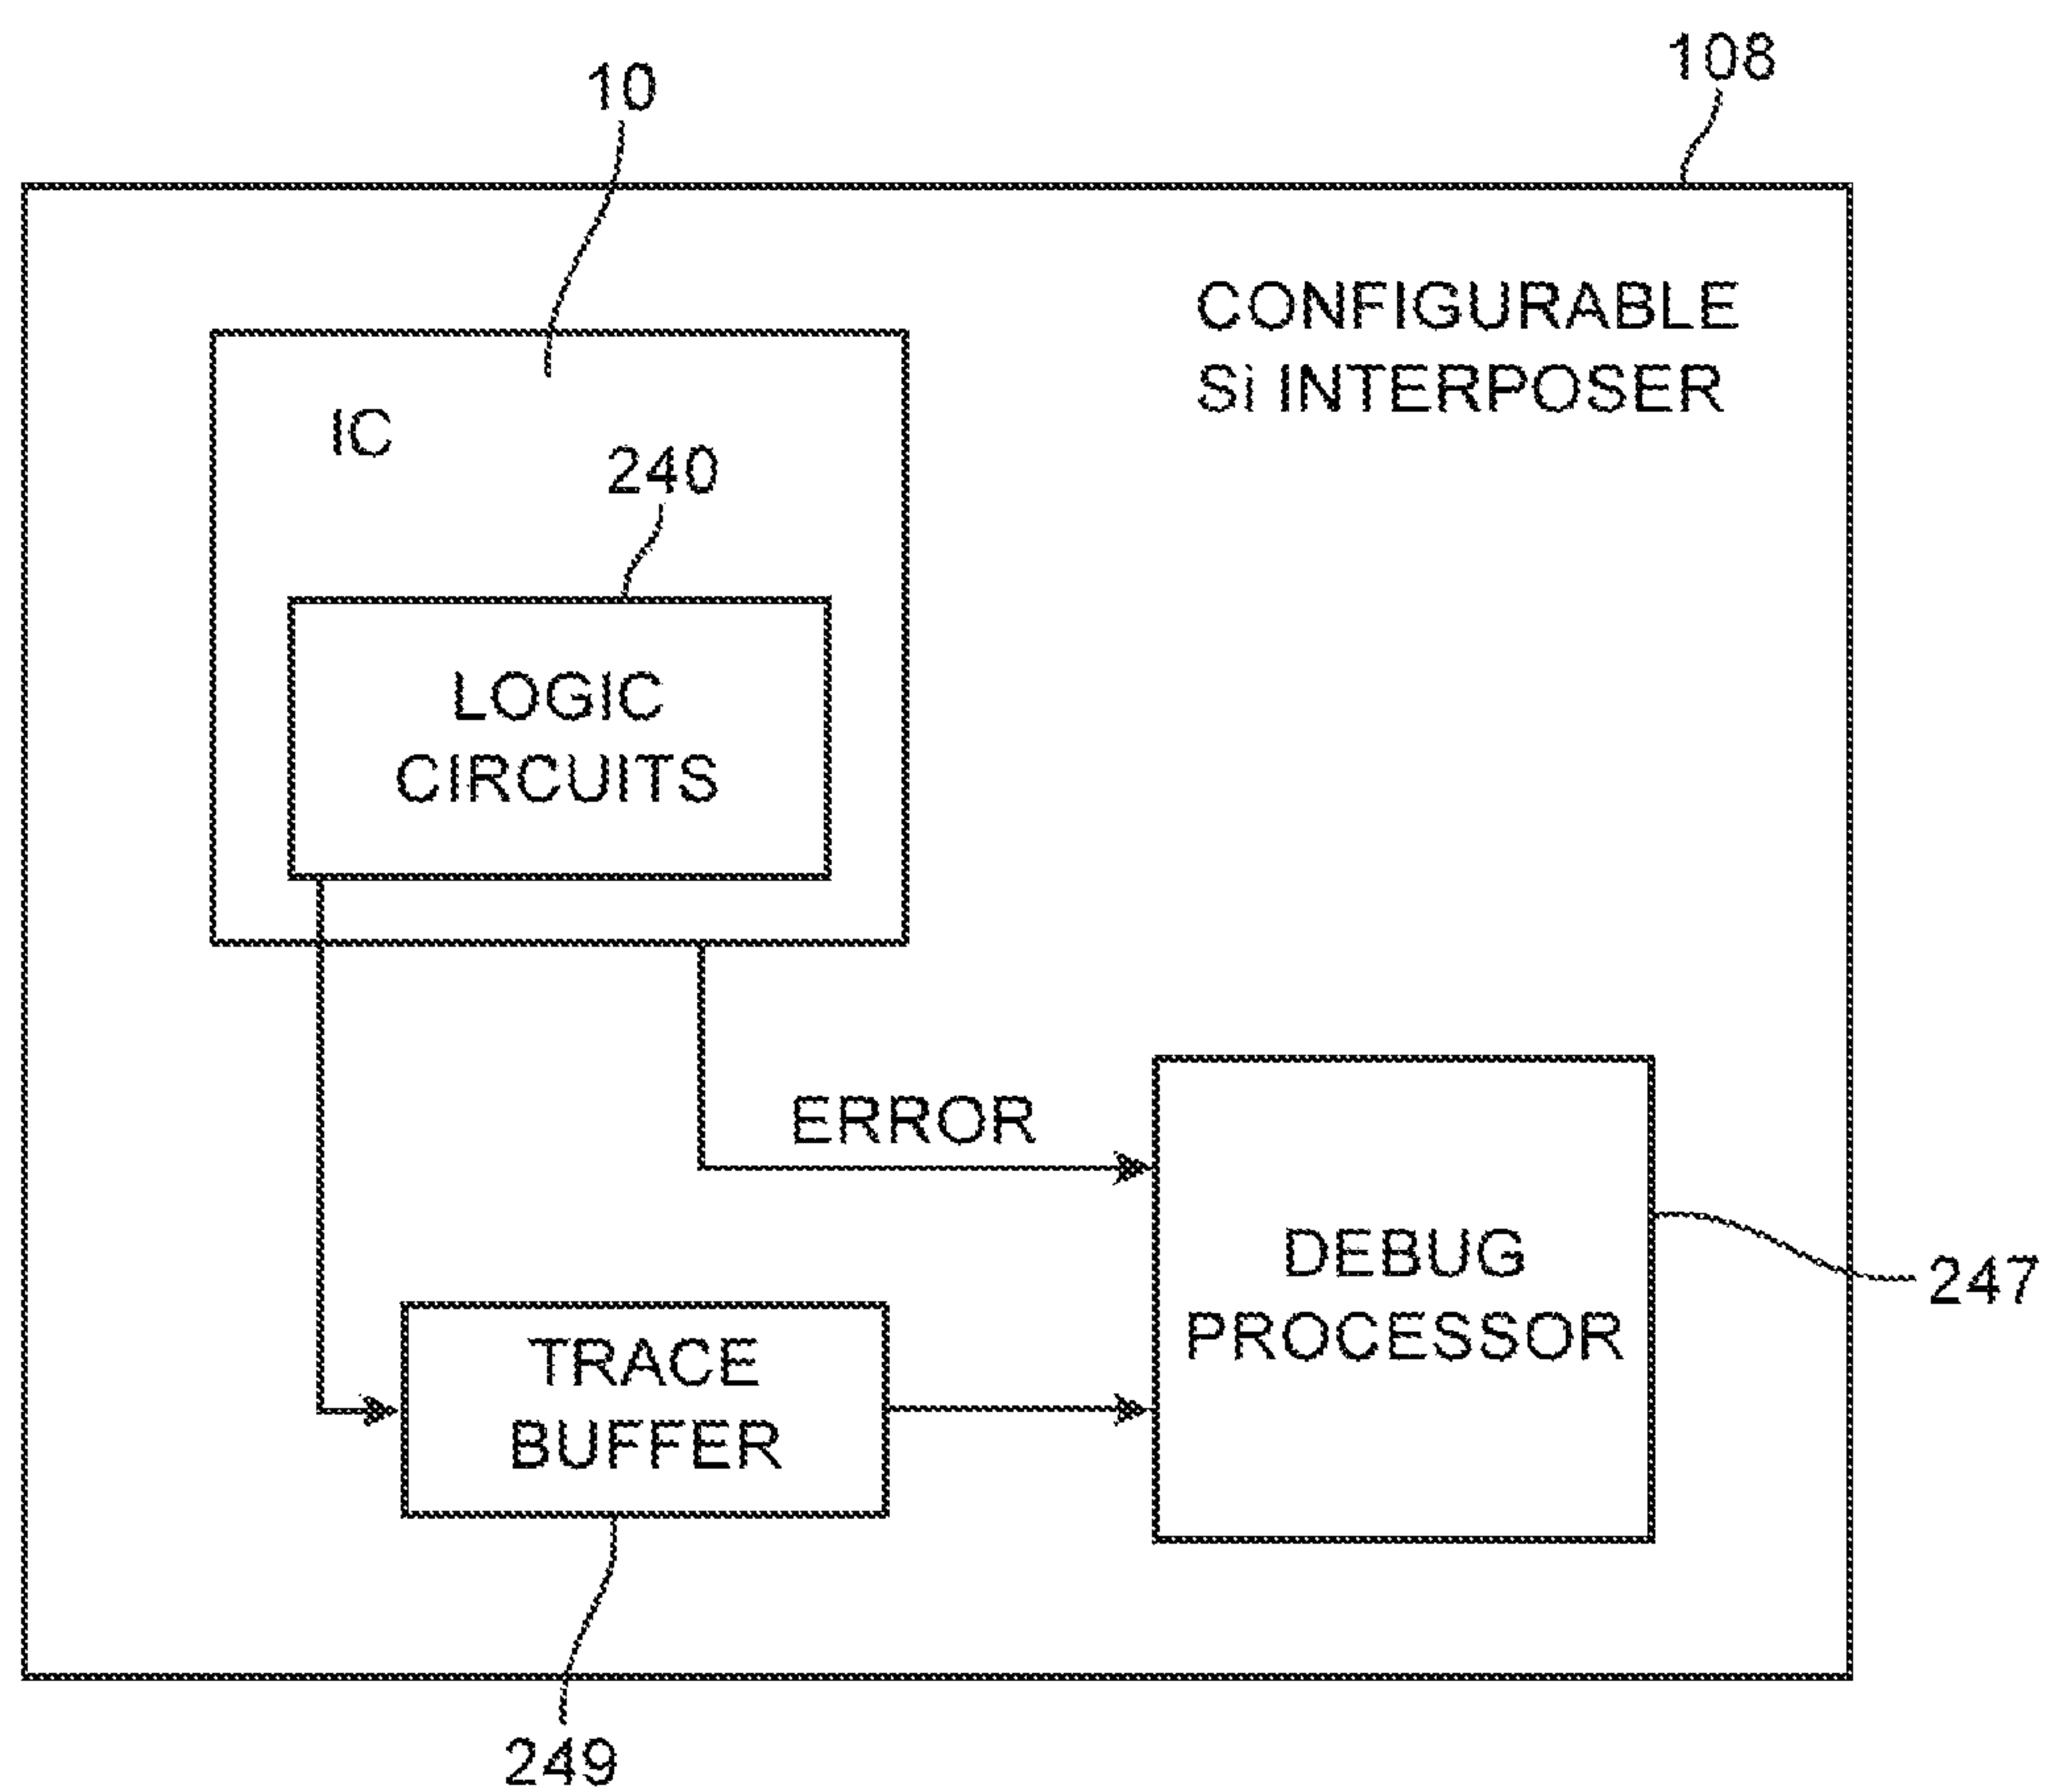 108
10
CONFIGURABLE
Si INTERPOSER
IC
240
LOGIC
CIRCUITS
ERROR
DEBUG
PROCESSOR
247
TRACE
BUFFER
249